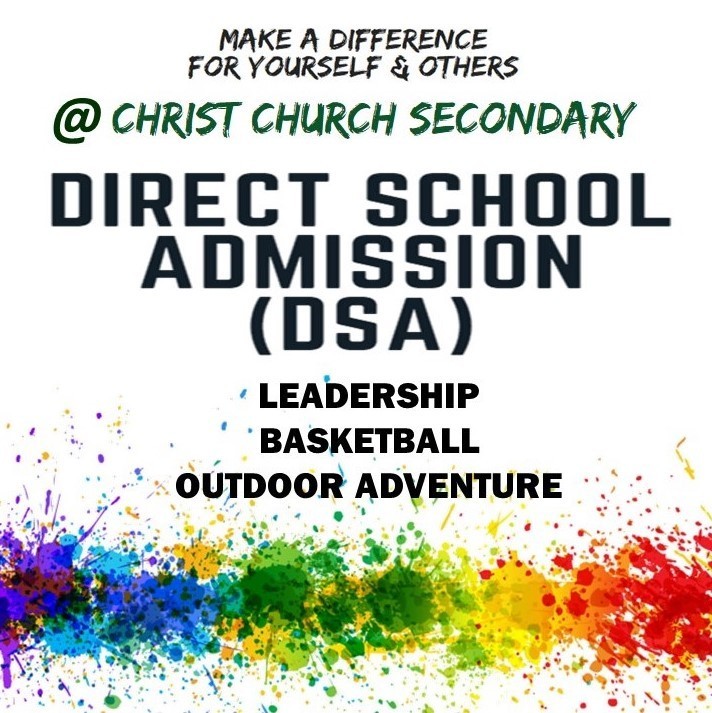 MAKE A DIFFERENCE
FOR YOURSELF & OTHERS
@ CHRIST CHURCH SECONDARY
DIRECT SCHOOL
ADMISSION
(DSA)
LEADERSHIP
BASKETBALL
OUTDOOR ADVENTURE